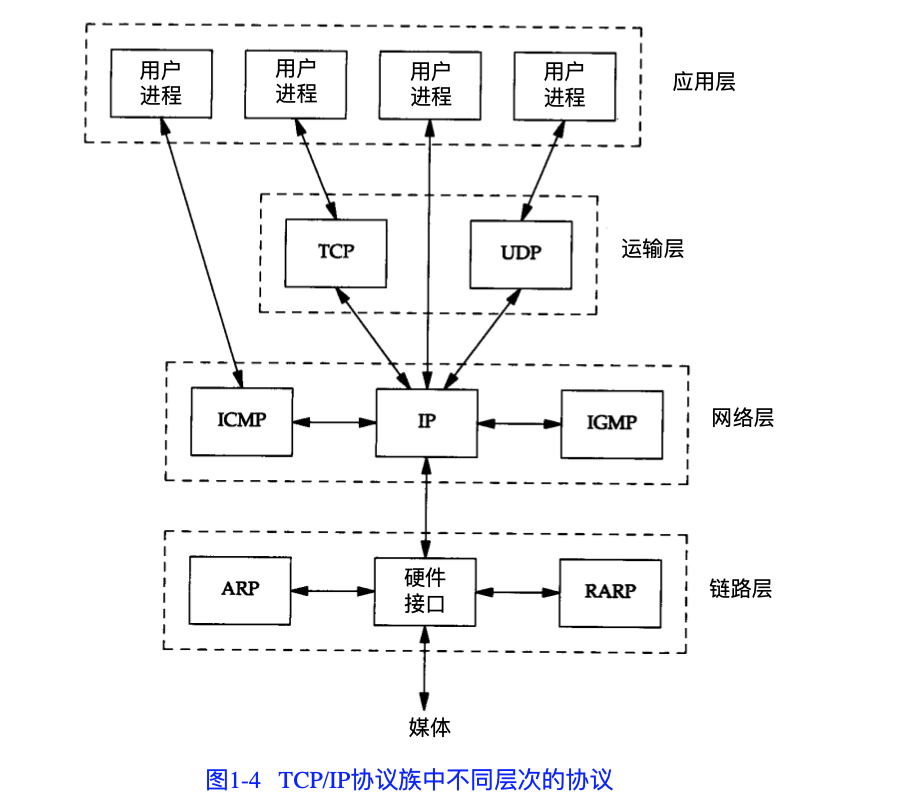 用户
进程
用户
进程
用户
进程
用户
进程
应用层
TCP
UDP
运输层
ICMP
IP
IGMP
网络层
ARP
硬件
接口
RARP
链路层
媒体
图1-4 TCP/IP协议族中不同层次的协议